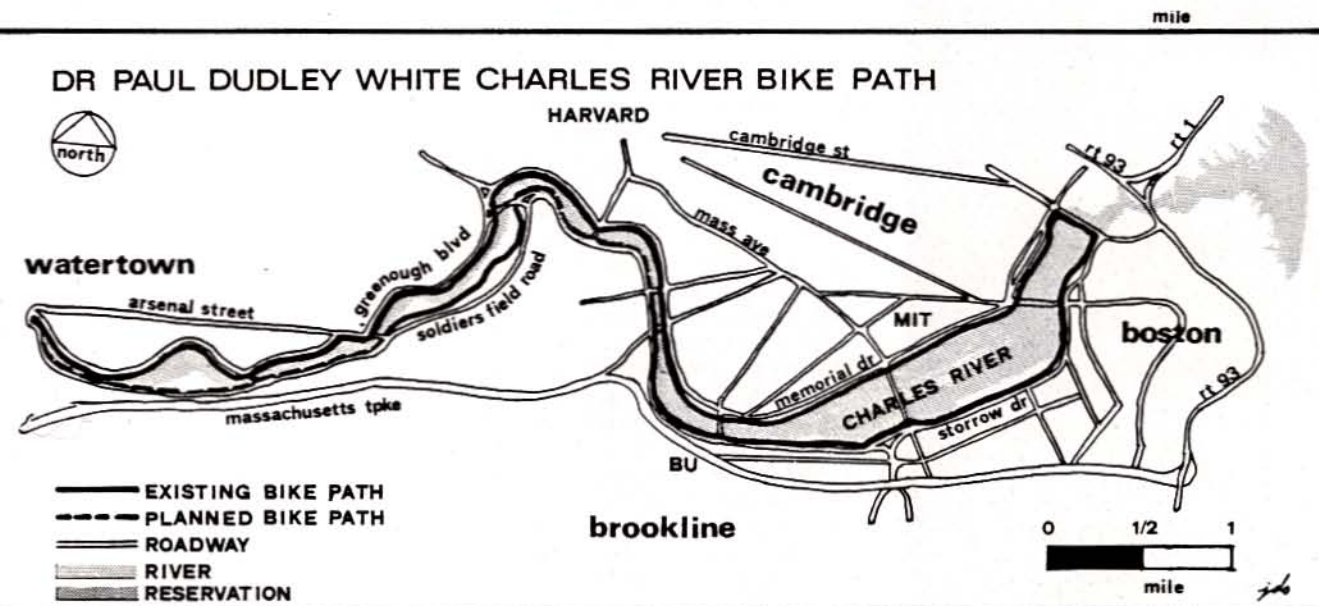 mile
DR PAUL DUDLEY WHITE CHARLES RIVER BIKE PATH
HARVARD
north
cambridge st
rt 93
rt 1
cambridge
mass ave
watertown
greenough blvd
arsenal street
soldiers field road
MIT
boston
memorial dr
CHARLES RIVER
rt 93
massachusetts tpke
storrow dr
BU
EXISTING BIKE PATH
PLANNED BIKE PATH
brookline
ROADWAY
0 1/2 1
RIVER
mile
RESERVATION